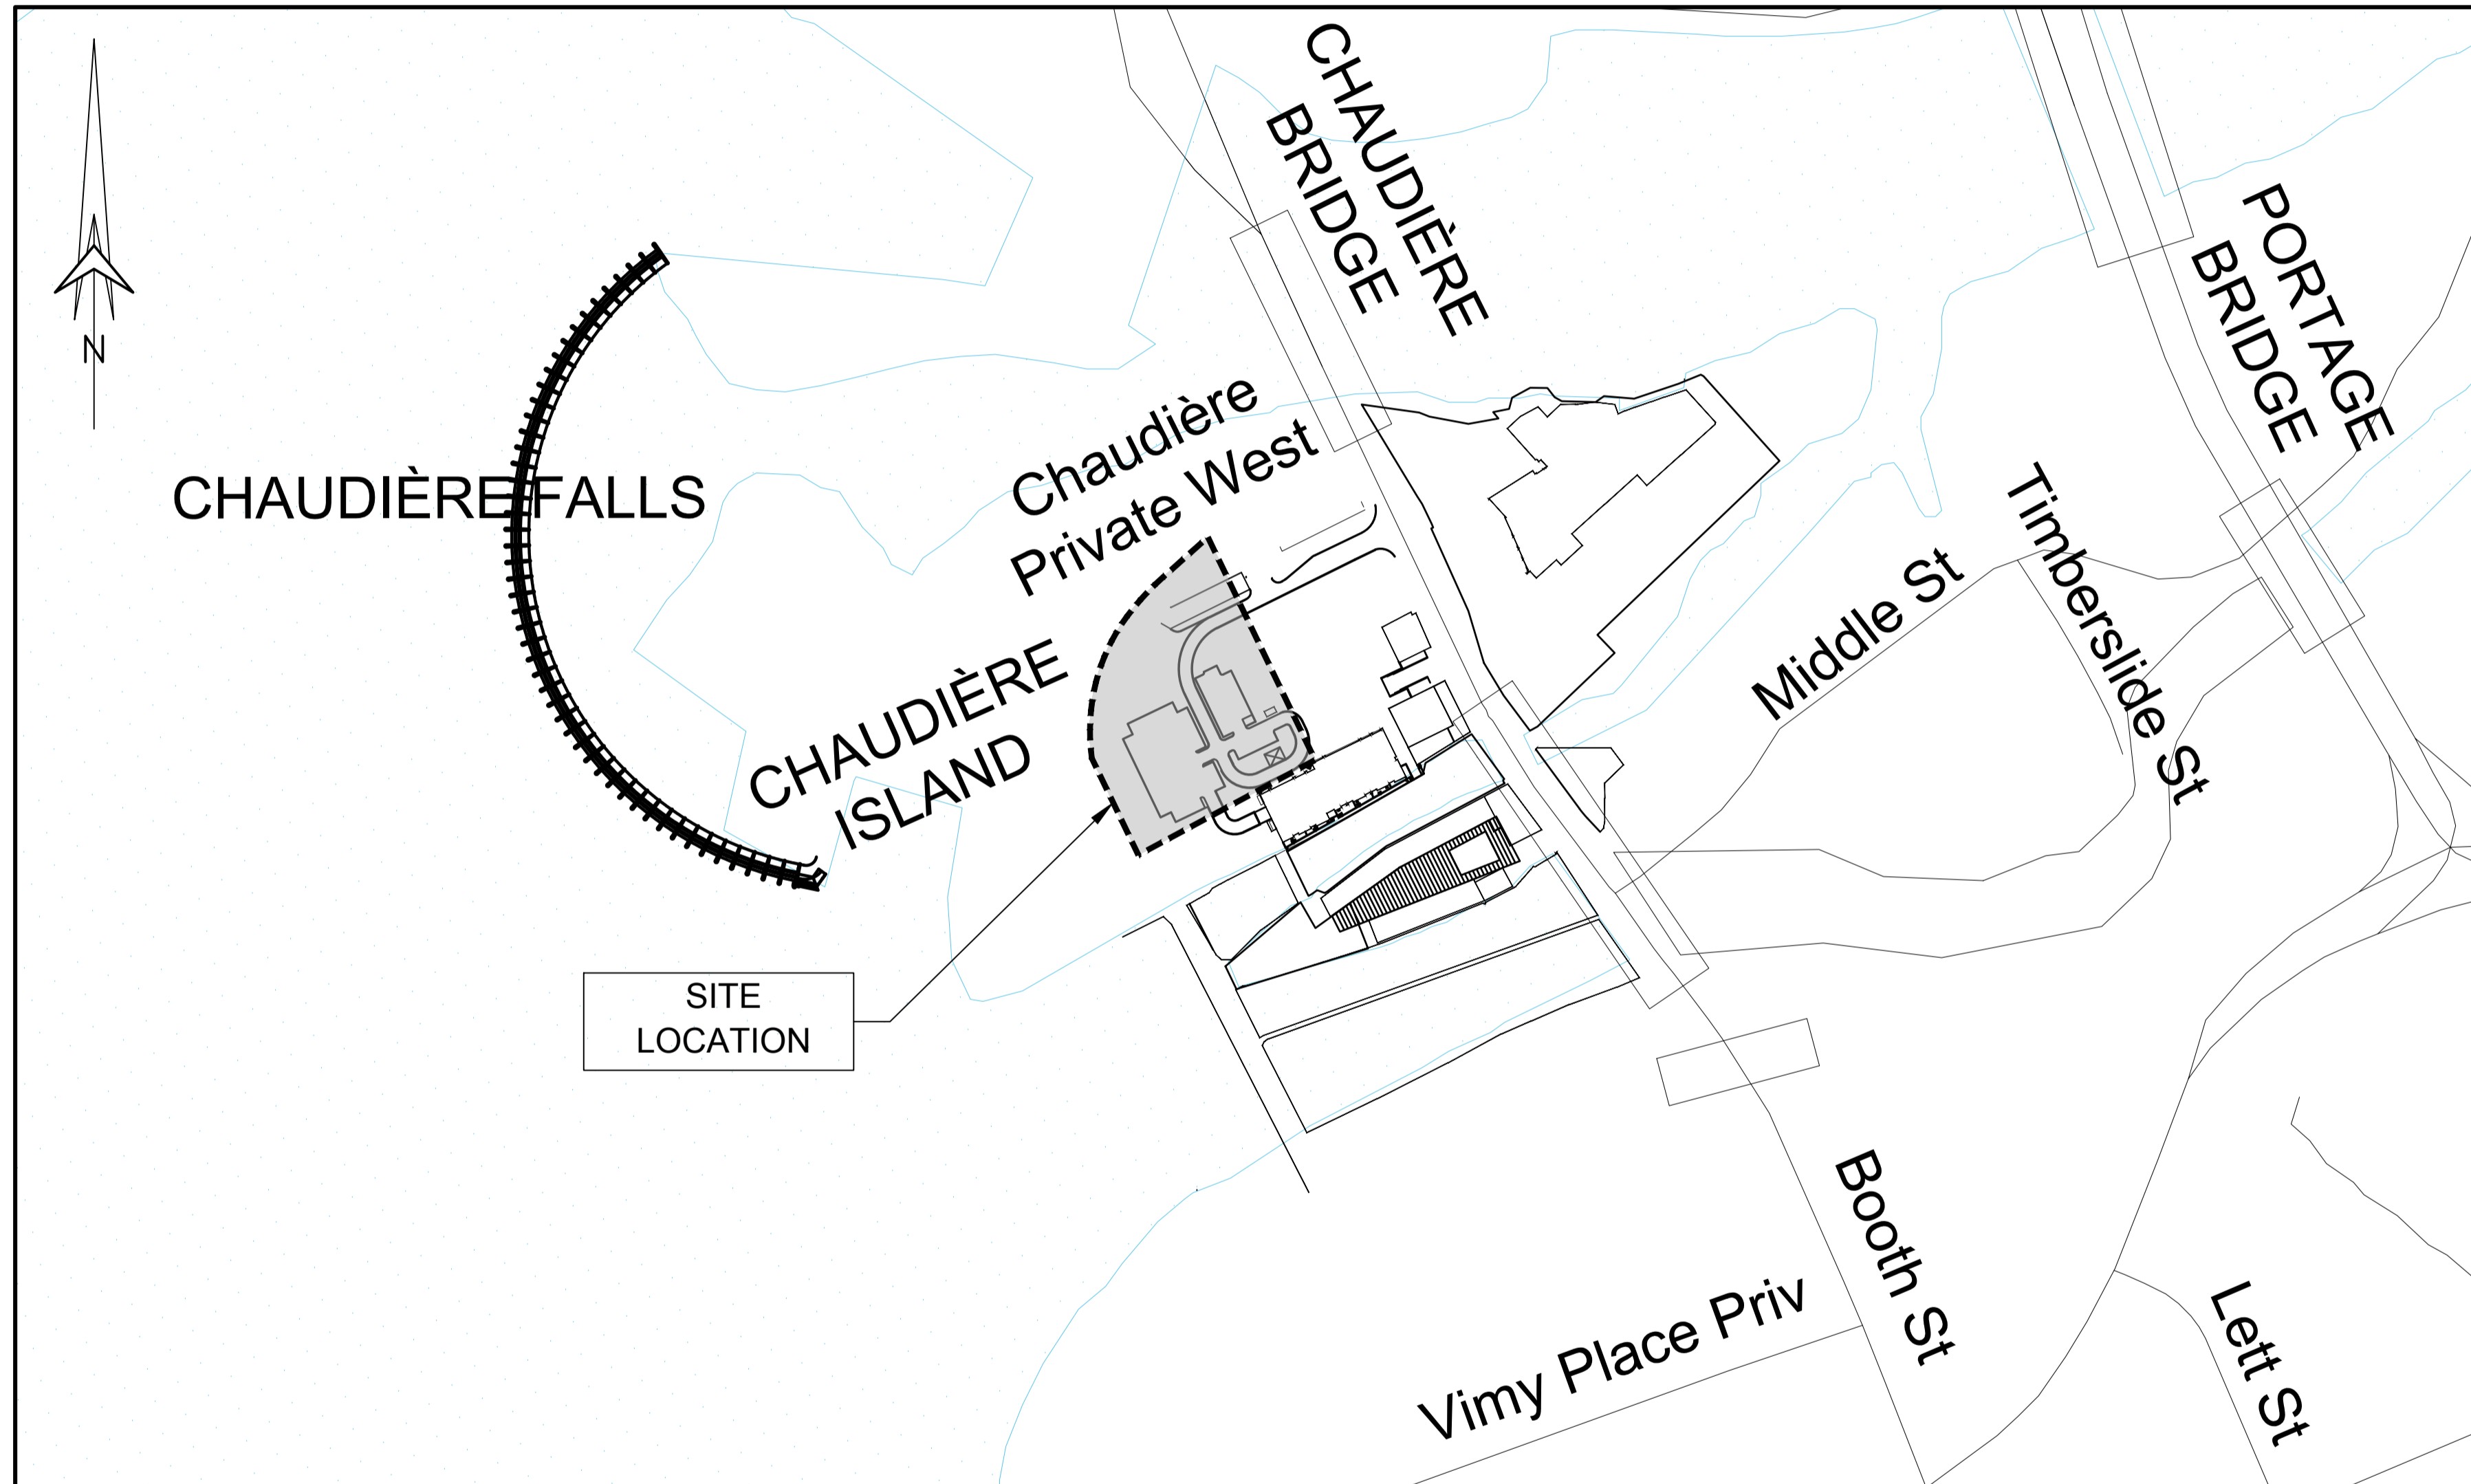 CHAUDIÈRE
BRIDGE
PORTAGE
BRIDGE
N
Chaudière
Private West
CHAUDIÈRE FALLS
Timberslide St
Middle St
CHAUDIÈRE
ISLAND
SITE
LOCATION
Booth St
Vimy Place Priv
Lett St